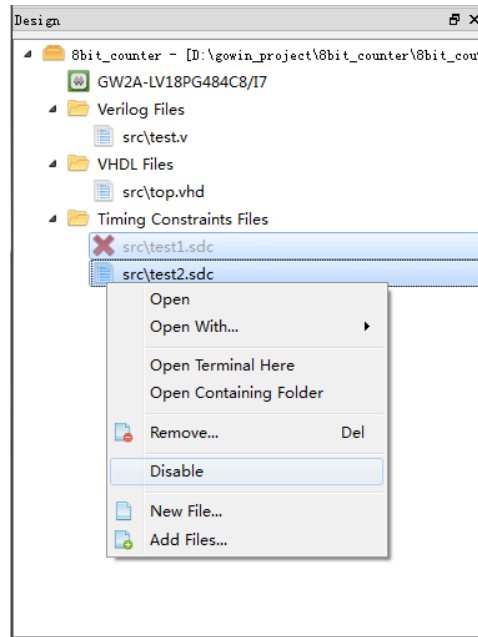 Design
8bit_counter - [D:\gowin_project\8bit_counter\8bit_cou
GW2A-LV18PG484C8/I7
Verilog Files
src\test.v
VHDL Files
src\top.vhd
Timing Constraints Files
src\test1.sdc
src\test2.sdc
Open
Open With...
Open Terminal Here
Open Containing Folder
Remove... Del
Disable
New File...
Add Files...